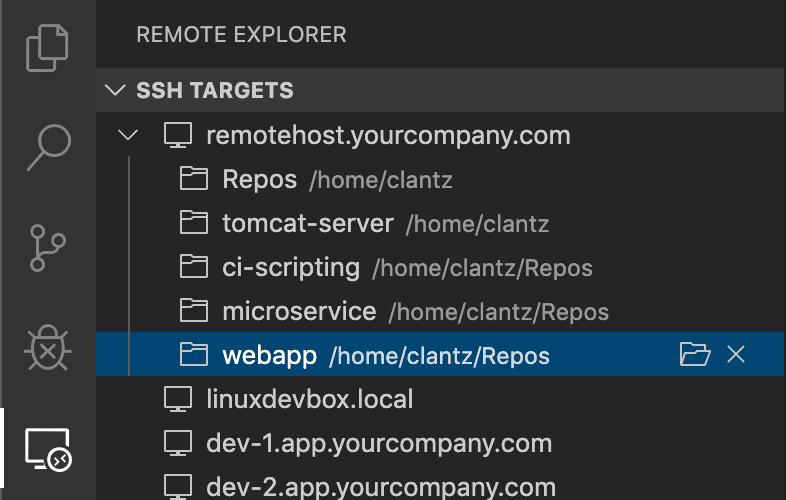 REMOTE EXPLORER
SSH TARGETS
remotehost.yourcompany.com
Repos /home/clantz
tomcat-server /home/clantz
ci-scripting /home/clantz/Repos
microservice /home/clantz/Repos
webapp /home/clantz/Repos
linuxdevbox.local
dev-1.app.yourcompany.com
dev-2.app.yourcompany.com